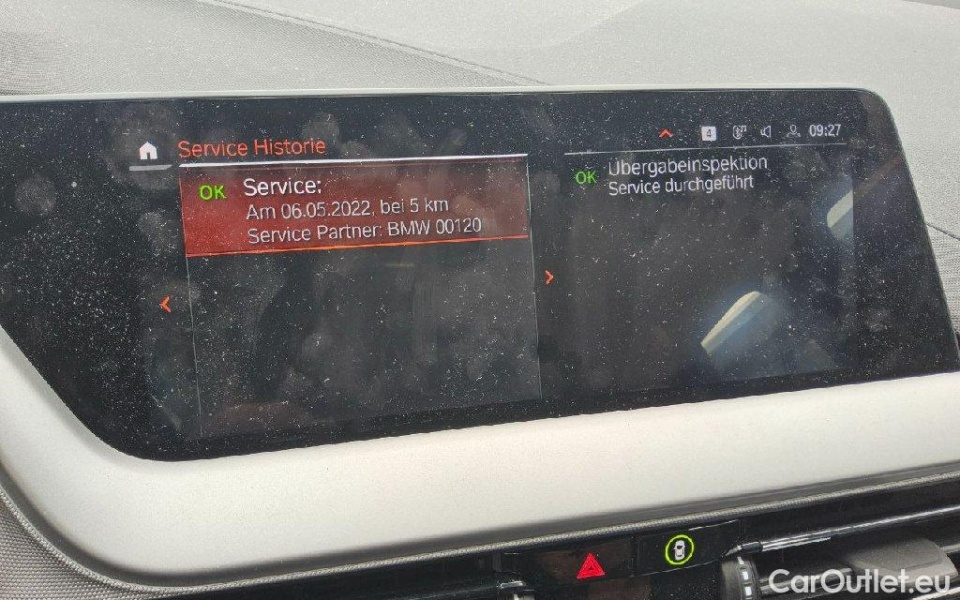 Service Historie
4
09:27
OK Service:
Am 06.05.2022, bei 5 km
Service Partner: BMW 00120
OK Übergabeinspektion
Service durchgeführt
CarOutlet.eu